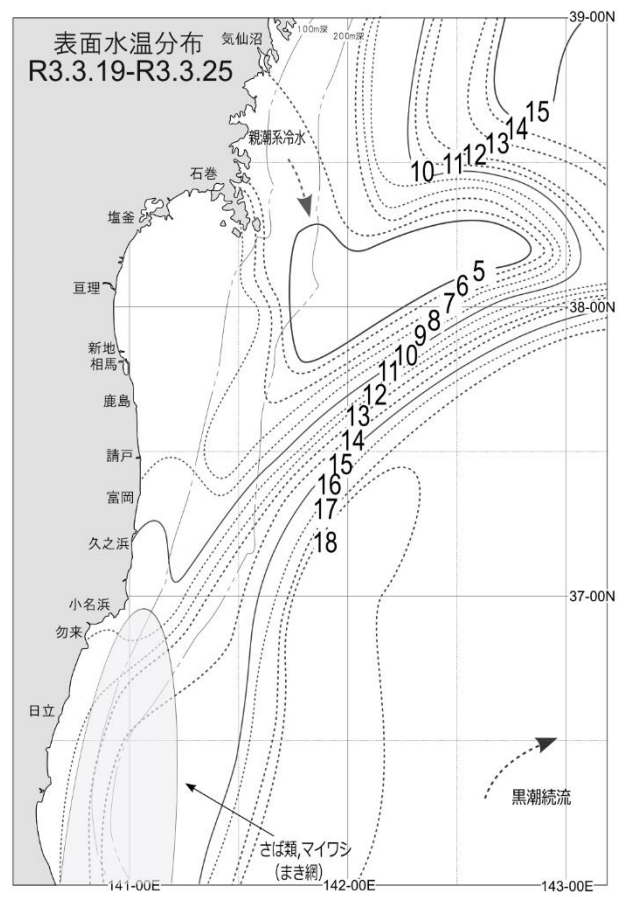 表面水温分布
R3.3.19-R3.3.25
気仙沼
100m深
200m深
39-00N
親潮系冷水
石巻
塩釜
亘理
新地
相馬
鹿島
請戸
富岡
久之浜
小名浜
勿来
日立
10
11
12
13
14
15
38-00N
5
6
7
8
9
10
11
12
13
14
15
16
17
18
37-00N
黒潮続流
さば類,マイワシ
(まき網)
141-00E
142-00E
143-00E